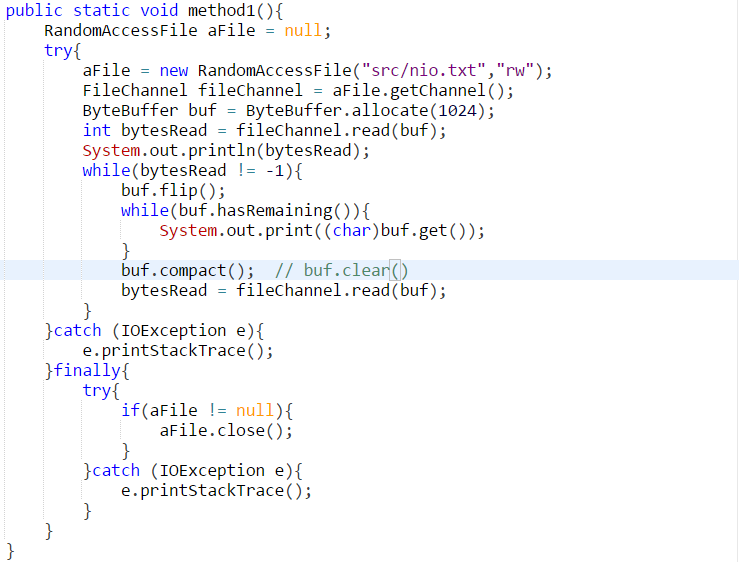 public static void method1(){
    RandomAccessFile aFile = null;
    try{
        aFile = new RandomAccessFile("src/nio.txt","rw");
        FileChannel fileChannel = aFile.getChannel();
        ByteBuffer buf = ByteBuffer.allocate(1024);
        int bytesRead = fileChannel.read(buf);
        System.out.println(bytesRead);
        while(bytesRead != -1){
            buf.flip();
            while(buf.hasRemaining()){
                System.out.print((char)buf.get());
            }
            buf.compact();  // buf.clear()
            bytesRead = fileChannel.read(buf);
        }
    }catch (IOException e){
        e.printStackTrace();
    }finally{
        try{
            if(aFile != null){
                aFile.close();
            }
        }catch (IOException e){
            e.printStackTrace();
        }
    }
}